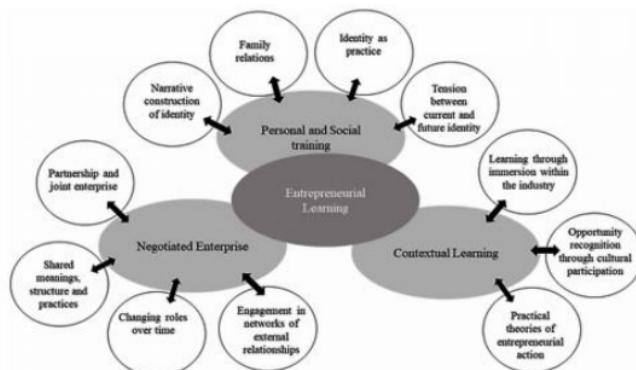 Family
relations
Identity as
practice
Narrative
construction
of identity
Tension
between
current and
future identity
Personal and Social
training
Partnership and
joint enterprise
Entrepreneurial
Learning
Learning through
immersion within
the industry
Negotiated Enterprise
Contextual Learning
Opportunity
recognition
through cultural
participation
Shared
meanings,
structure and
practices
Changing roles
over time
Engagement in
networks of
external
relationships
Practical
theories of
entrepreneurial
action